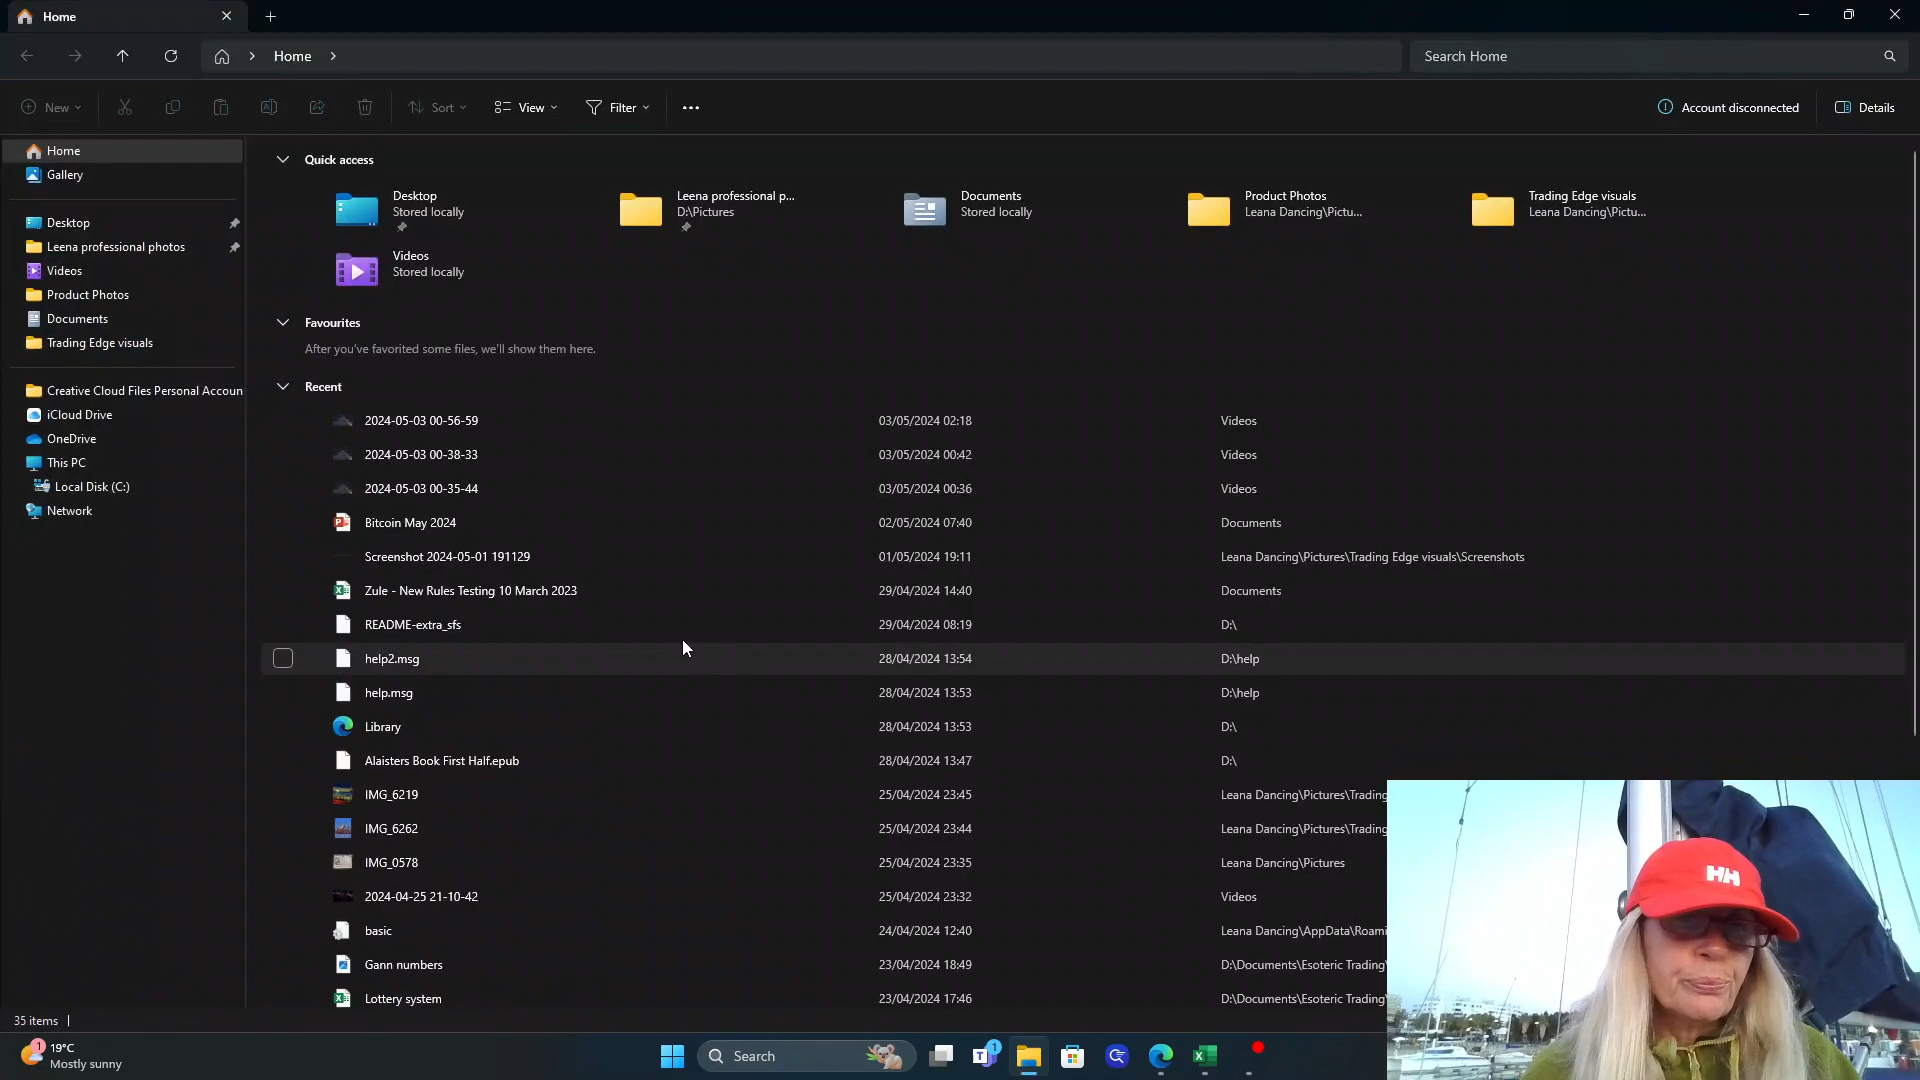 Home
Home
Search Home
New
Sort
View
Filter
Account disconnected
Details
Home
Gallery
Desktop
Leena professional photos
Videos
Product Photos
Documents
Trading Edge visuals
Creative Cloud Files Personal Accoun
iCloud Drive
OneDrive
This PC
Local Disk (C:)
Network
Quick access
Desktop
Stored locally
Leena professional p...
D:\Pictures
Documents
Stored locally
Product Photos
Leana Dancing\Pictu...
Trading Edge visuals
Leana Dancing\Pictu...
Videos
Stored locally
Favourites
After you've favorited some files, we'll show them here.
Recent
2024-05-03 00-56-59 03/05/2024 02:18 Videos
2024-05-03 00-38-33 03/05/2024 00:42 Videos
2024-05-03 00-35-44 03/05/2024 00:36 Videos
Bitcoin May 2024 02/05/2024 07:40 Documents
Screenshot 2024-05-01 191129 01/05/2024 19:11 Leana Dancing\Pictures\Trading Edge visuals\Screenshots
Zule - New Rules Testing 10 March 2023 29/04/2024 14:40 Documents
README-extra_sfs 29/04/2024 08:19 D:\
help2.msg 28/04/2024 13:54 D:\help
help.msg 28/04/2024 13:53 D:\help
Library 28/04/2024 13:53 D:\
Alaisters Book First Half.epub 28/04/2024 13:47 D:\
IMG_6219 25/04/2024 23:45 Leana Dancing\Pictures\Trading
IMG_6262 25/04/2024 23:44 Leana Dancing\Pictures\Trading
IMG_0578 25/04/2024 23:35 Leana Dancing\Pictures
2024-04-25 21-10-42 25/04/2024 23:32 Videos
basic 24/04/2024 12:40 Leana Dancing\AppData\Roami
Gann numbers 23/04/2024 18:49 D:\Documents\Esoteric Trading\
Lottery system 23/04/2024 17:46 D:\Documents\Esoteric Trading\
35 items
1
19°C
Mostly sunny
Search
1
HH